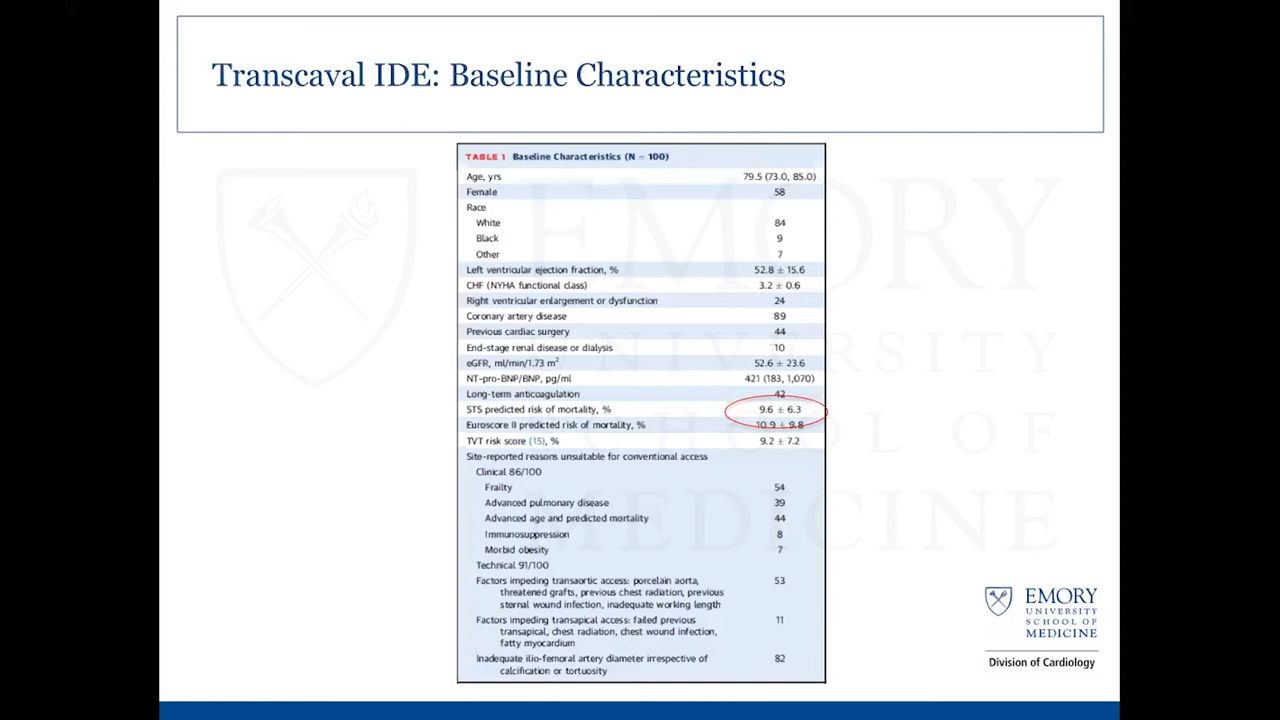 Transcaval IDE: Baseline Characteristics
TABLE 1 Baseline Characteristics (N = 100)
Age, yrs 79.5 (73.0, 85.0)
Female 58
Race
White 84
Black 9
Other 7
Left ventricular ejection fraction, % 52.8 ± 15.6
CHF (NYHA functional class) 3.2 ± 0.6
Right ventricular enlargement or dysfunction 24
Coronary artery disease 89
Previous cardiac surgery 44
End-stage renal disease or dialysis 10
eGFR, ml/min/1.73 m² 52.6 ± 23.6
NT-pro-BNP/BNP, pg/ml 421 (183, 1,070)
Long-term anticoagulation 42
STS predicted risk of mortality, % 9.6 ± 6.3
Euroscore II predicted risk of mortality, % 10.9 ± 9.8
TVT risk score (15), % 9.2 ± 7.2
Site-reported reasons unsuitable for conventional access
Clinical 86/100
Frailty 54
Advanced pulmonary disease 39
Advanced age and predicted mortality 44
Immunosuppression 8
Morbid obesity 7
Technical 91/100
Factors impeding transaortic access: porcelain aorta, 53
threatened grafts, previous chest radiation, previous
sternal wound infection, inadequate working length
Factors impeding transapical access: failed previous 11
transapical, chest radiation, chest wound infection,
fatty myocardium
Inadequate ilio-femoral artery diameter irrespective of 82
calcification or tortuosity
EMORY
UNIVERSITY
SCHOOL OF
MEDICINE
EMORY
UNIVERSITY
SCHOOL OF
MEDICINE
Division of Cardiology